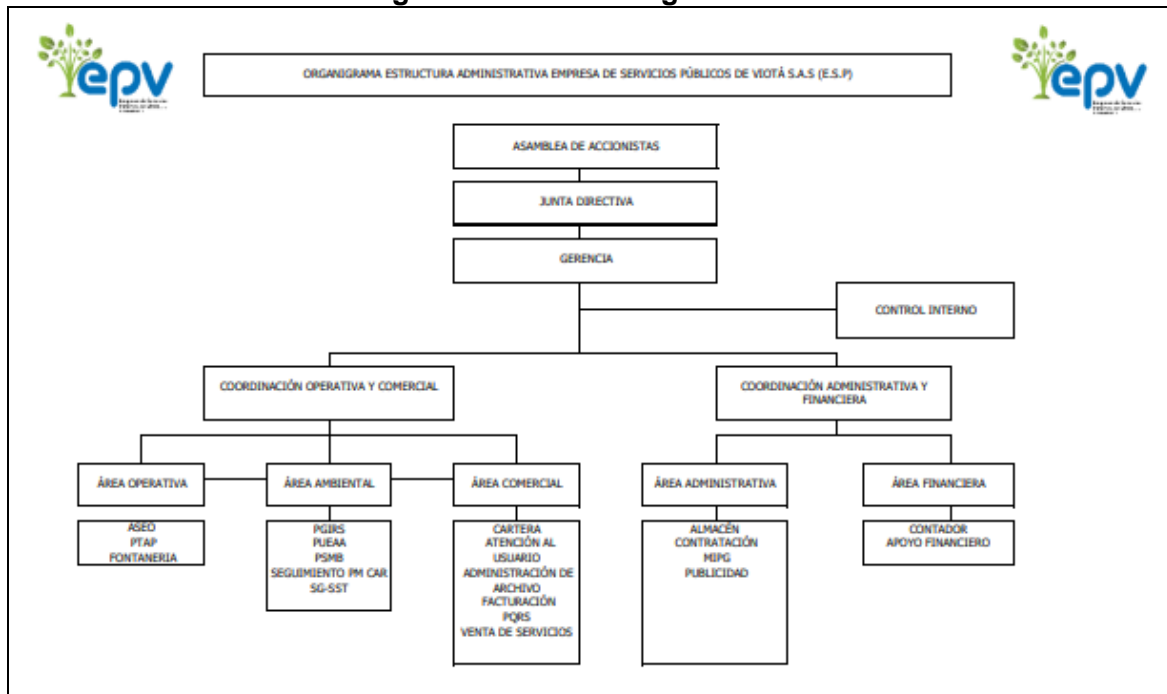 epv
epv
ORGANIGRAMA ESTRUCTURA ADMINISTRATIVA EMPRESA DE SERVICIOS PÚBLICOS DE VIOTÁ S.A.S (E.S.P)
ASAMBLEA DE ACCIONISTAS
JUNTA DIRECTIVA
GERENCIA
CONTROL INTERNO
COORDINACIÓN OPERATIVA Y COMERCIAL
COORDINACIÓN ADMINISTRATIVA Y
FINANCIERA
ÁREA OPERATIVA
ÁREA AMBIENTAL
ÁREA COMERCIAL
ÁREA ADMINISTRATIVA
ÁREA FINANCIERA
ASEO
PTAP
FONTANERIA
PGIRS
PUEAA
PSMB
SEGUIMIENTO PM CAR
SG-SST
CARTERA
ATENCIÓN AL
USUARIO
ADMINISTRACIÓN DE
ARCHIVO
FACTURACIÓN
PQRS
VENTA DE SERVICIOS
ALMACÉN
CONTRATACIÓN
MIPG
PUBLICIDAD
CONTADOR
APOYO FINANCIERO